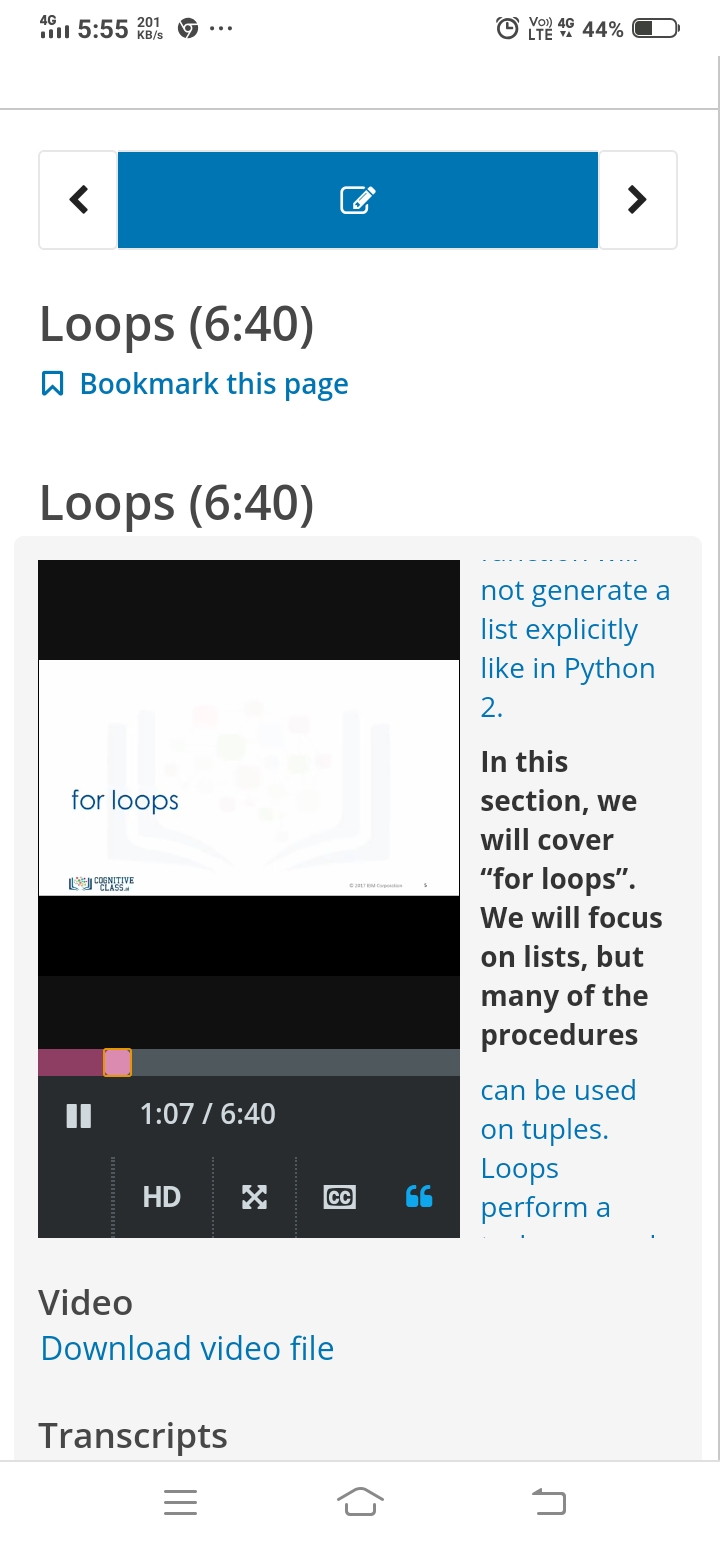 4G 5:55 201 KB/s ... Vo)) LTE 4G 44%
Loops (6:40)
Bookmark this page
Loops (6:40)
for loops
COGNITIVE
CLASS.ai
© 2017 IBM Corporation 5
not generate a
list explicitly
like in Python
2.
In this
section, we
will cover
“for loops”.
We will focus
on lists, but
many of the
procedures
can be used
on tuples.
Loops
perform a
1:07 / 6:40
HD
CC
Video
Download video file
Transcripts